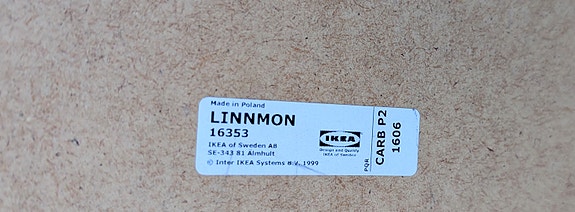 Made in Poland
LINNMON
16353
IKEA of Sweden AB
SE-343 81 Älmhult
© Inter IKEA Systems B.V. 1999
IKEA
Design and Quality
IKEA of Sweden
PQR
CARB P2
1606